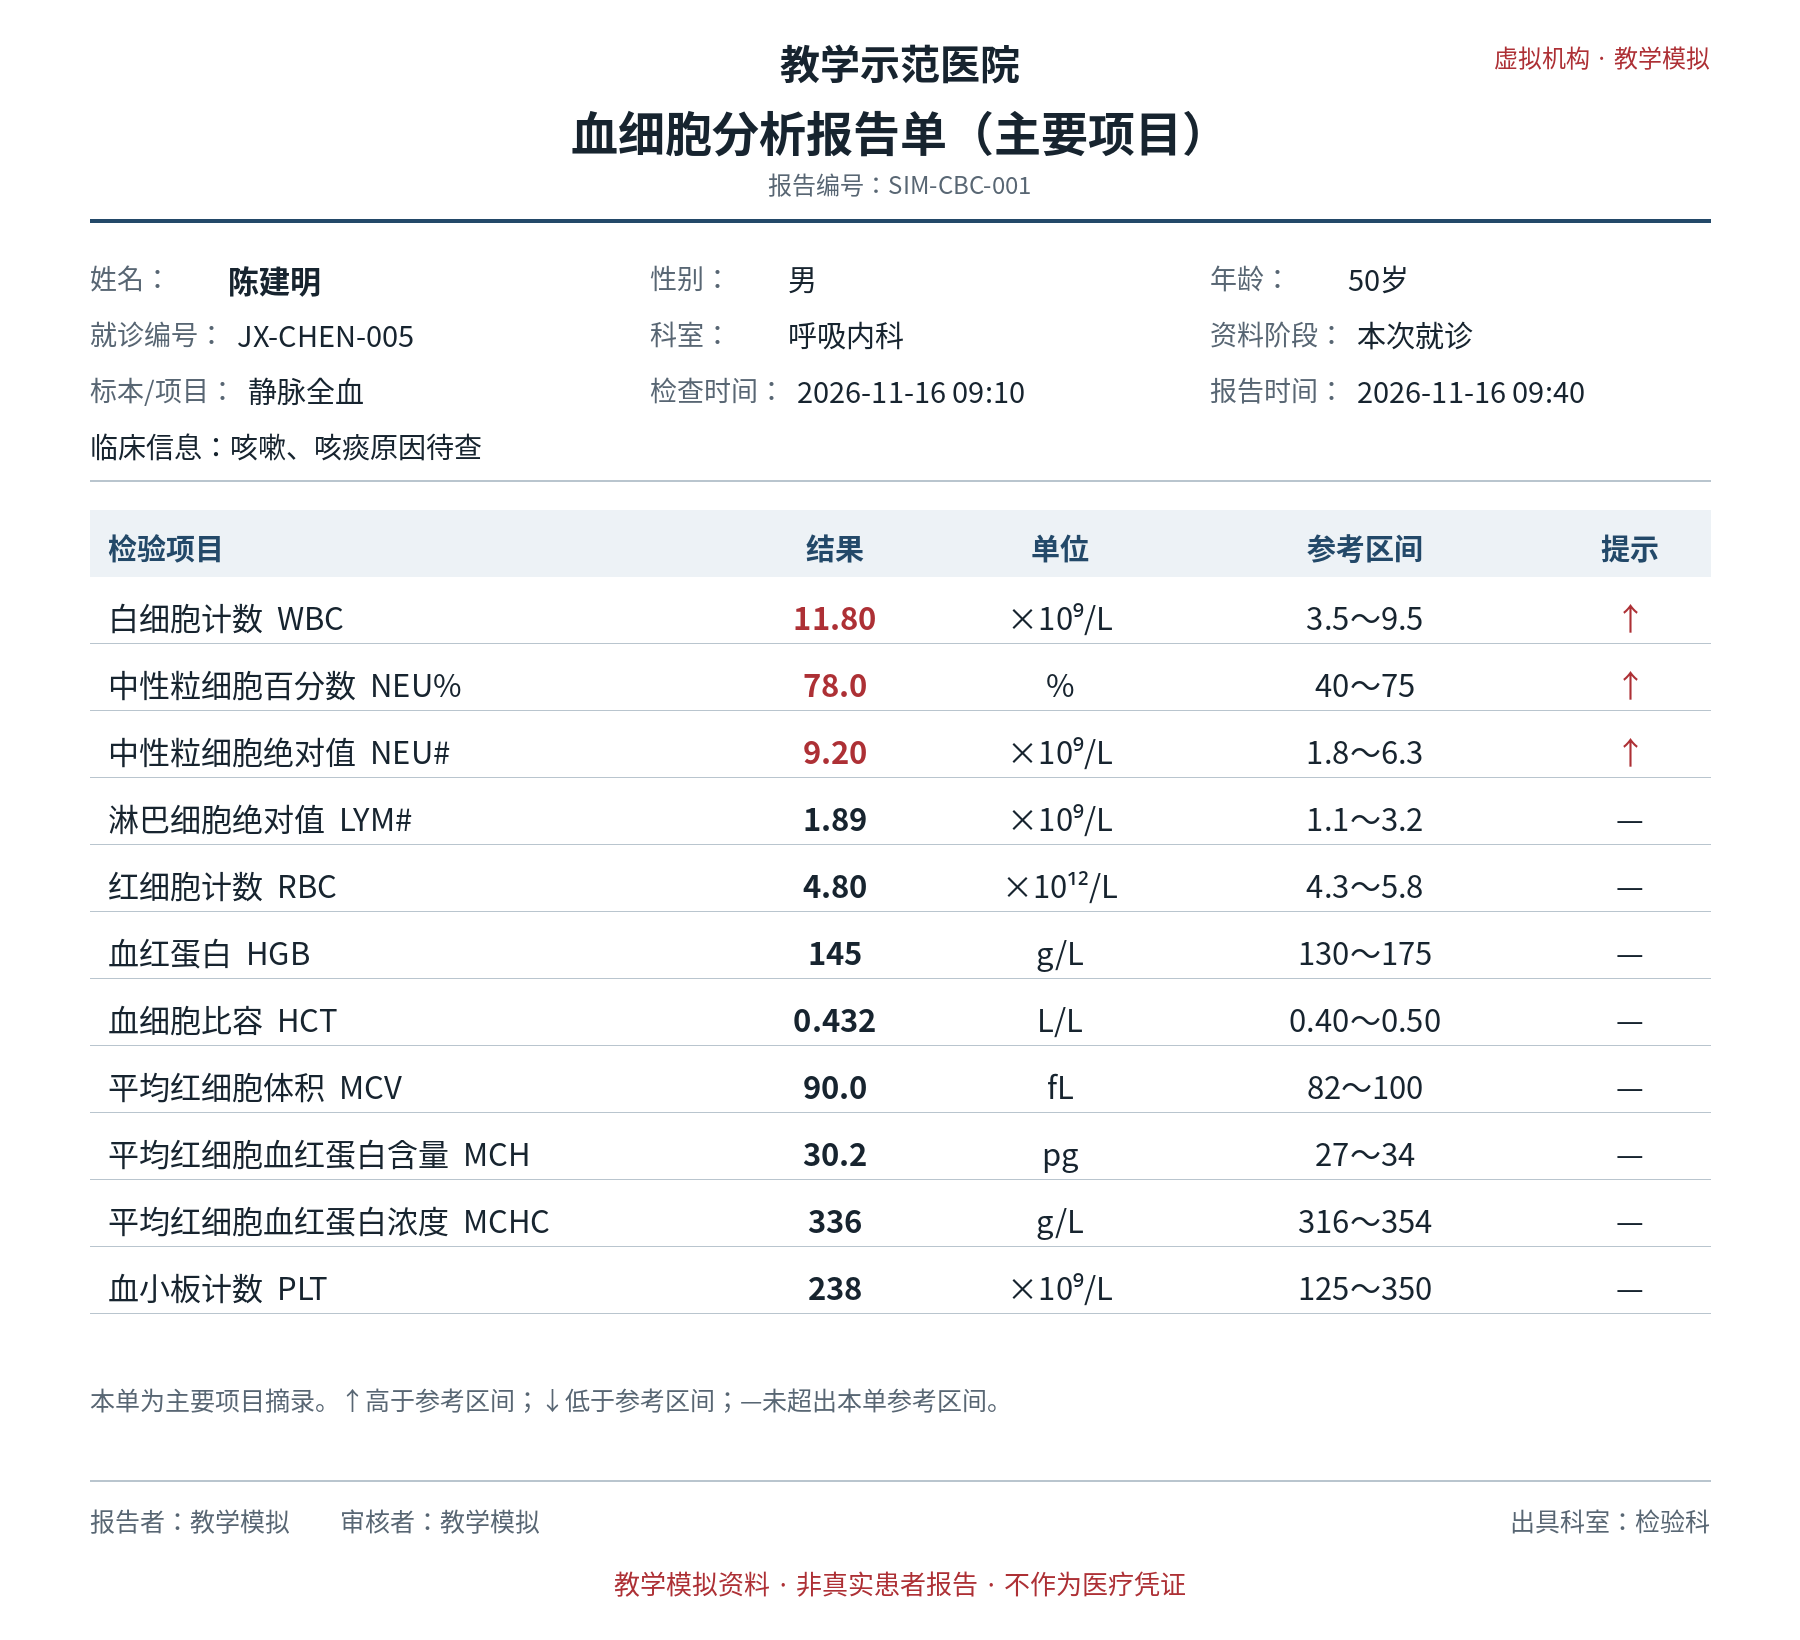 教学示范医院
虚拟机构 · 教学模拟
血细胞分析报告单（主要项目）
报告编号：SIM-CBC-001
姓名： 陈建明 性别： 男 年龄： 50岁
就诊编号： JX-CHEN-005 科室： 呼吸内科 资料阶段： 本次就诊
标本/项目： 静脉全血 检查时间： 2026-11-16 09:10 报告时间： 2026-11-16 09:40
临床信息：咳嗽、咳痰原因待查
检验项目 结果 单位 参考区间 提示
白细胞计数 WBC 11.80 ×10⁹/L 3.5～9.5 ↑
中性粒细胞百分数 NEU% 78.0 % 40～75 ↑
中性粒细胞绝对值 NEU# 9.20 ×10⁹/L 1.8～6.3 ↑
淋巴细胞绝对值 LYM# 1.89 ×10⁹/L 1.1～3.2 —
红细胞计数 RBC 4.80 ×10¹²/L 4.3～5.8 —
血红蛋白 HGB 145 g/L 130～175 —
血细胞比容 HCT 0.432 L/L 0.40～0.50 —
平均红细胞体积 MCV 90.0 fL 82～100 —
平均红细胞血红蛋白含量 MCH 30.2 pg 27～34 —
平均红细胞血红蛋白浓度 MCHC 336 g/L 316～354 —
血小板计数 PLT 238 ×10⁹/L 125～350 —
本单为主要项目摘录。↑高于参考区间；↓低于参考区间；—未超出本单参考区间。
报告者：教学模拟 审核者：教学模拟 出具科室：检验科
教学模拟资料 · 非真实患者报告 · 不作为医疗凭证